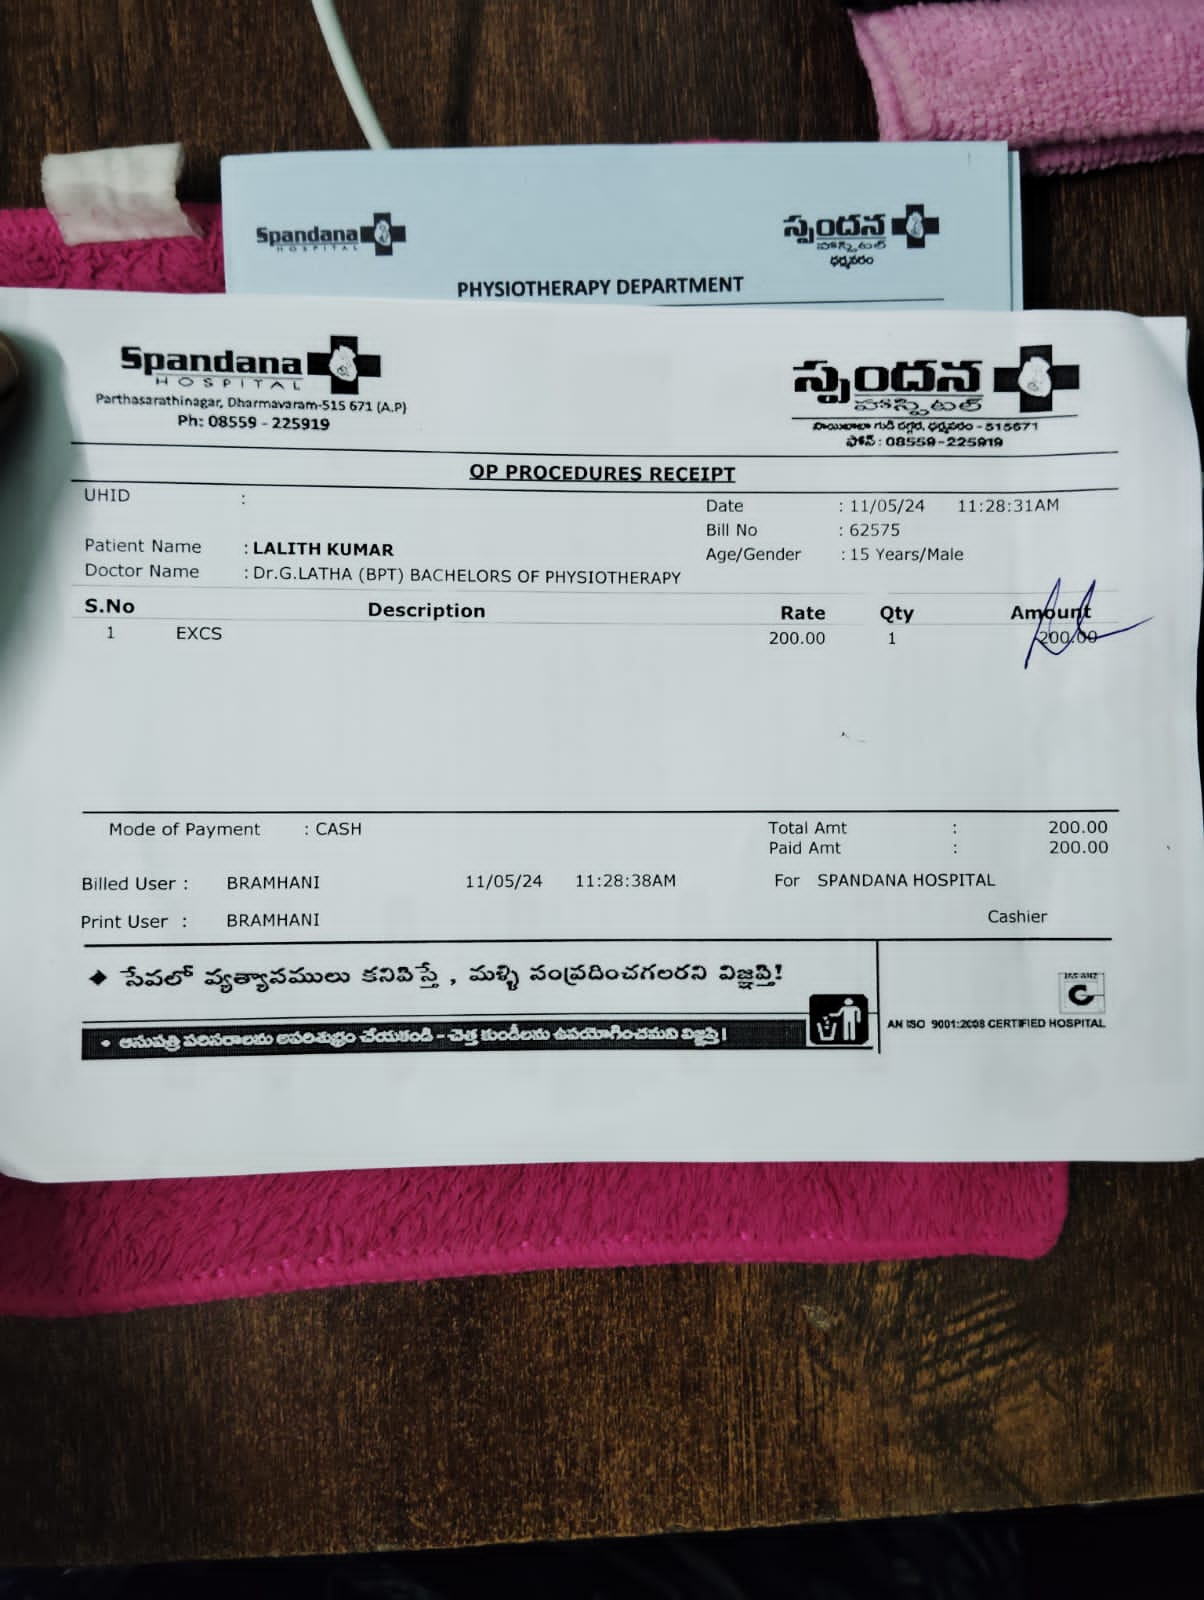 Spandana
HOSPITAL
స్పందన
హాస్పిటల్
ధర్మవరం
PHYSIOTHERAPY DEPARTMENT
Spandana
HOSPITAL
Parthasarathinagar, Dharmavaram-515 671 (A.P)
Ph: 08559 - 225919
స్పందన
హాస్పిటల్
సాయిబాబా గుడి దగ్గర, ధర్మవరం - 515671
ఫోన్ : 08559-225919
OP PROCEDURES RECEIPT
UHID :
Date : 11/05/24 11:28:31AM
Bill No : 62575
Patient Name : LALITH KUMAR
Age/Gender : 15 Years/Male
Doctor Name : Dr.G.LATHA (BPT) BACHELORS OF PHYSIOTHERAPY
S.No Description Rate Qty Amount
1 EXCS 200.00 1 200.00
Mode of Payment : CASH
Total Amt : 200.00
Paid Amt : 200.00
Billed User : BRAMHANI 11/05/24 11:28:38AM For SPANDANA HOSPITAL
Print User : BRAMHANI
Cashier
◆ సేవలో వ్యత్యాసములు కనిపిస్తే , మళ్ళి సంప్రదించగలరని విజ్ఞప్తి!
• ఆసుపత్రి పరిసరాలను అపరిశుభ్రం చేయకండి - చెత్త కుండీలను ఉపయోగించమని విజ్ఞప్తి !
AN ISO 9001:2008 CERTIFIED HOSPITAL